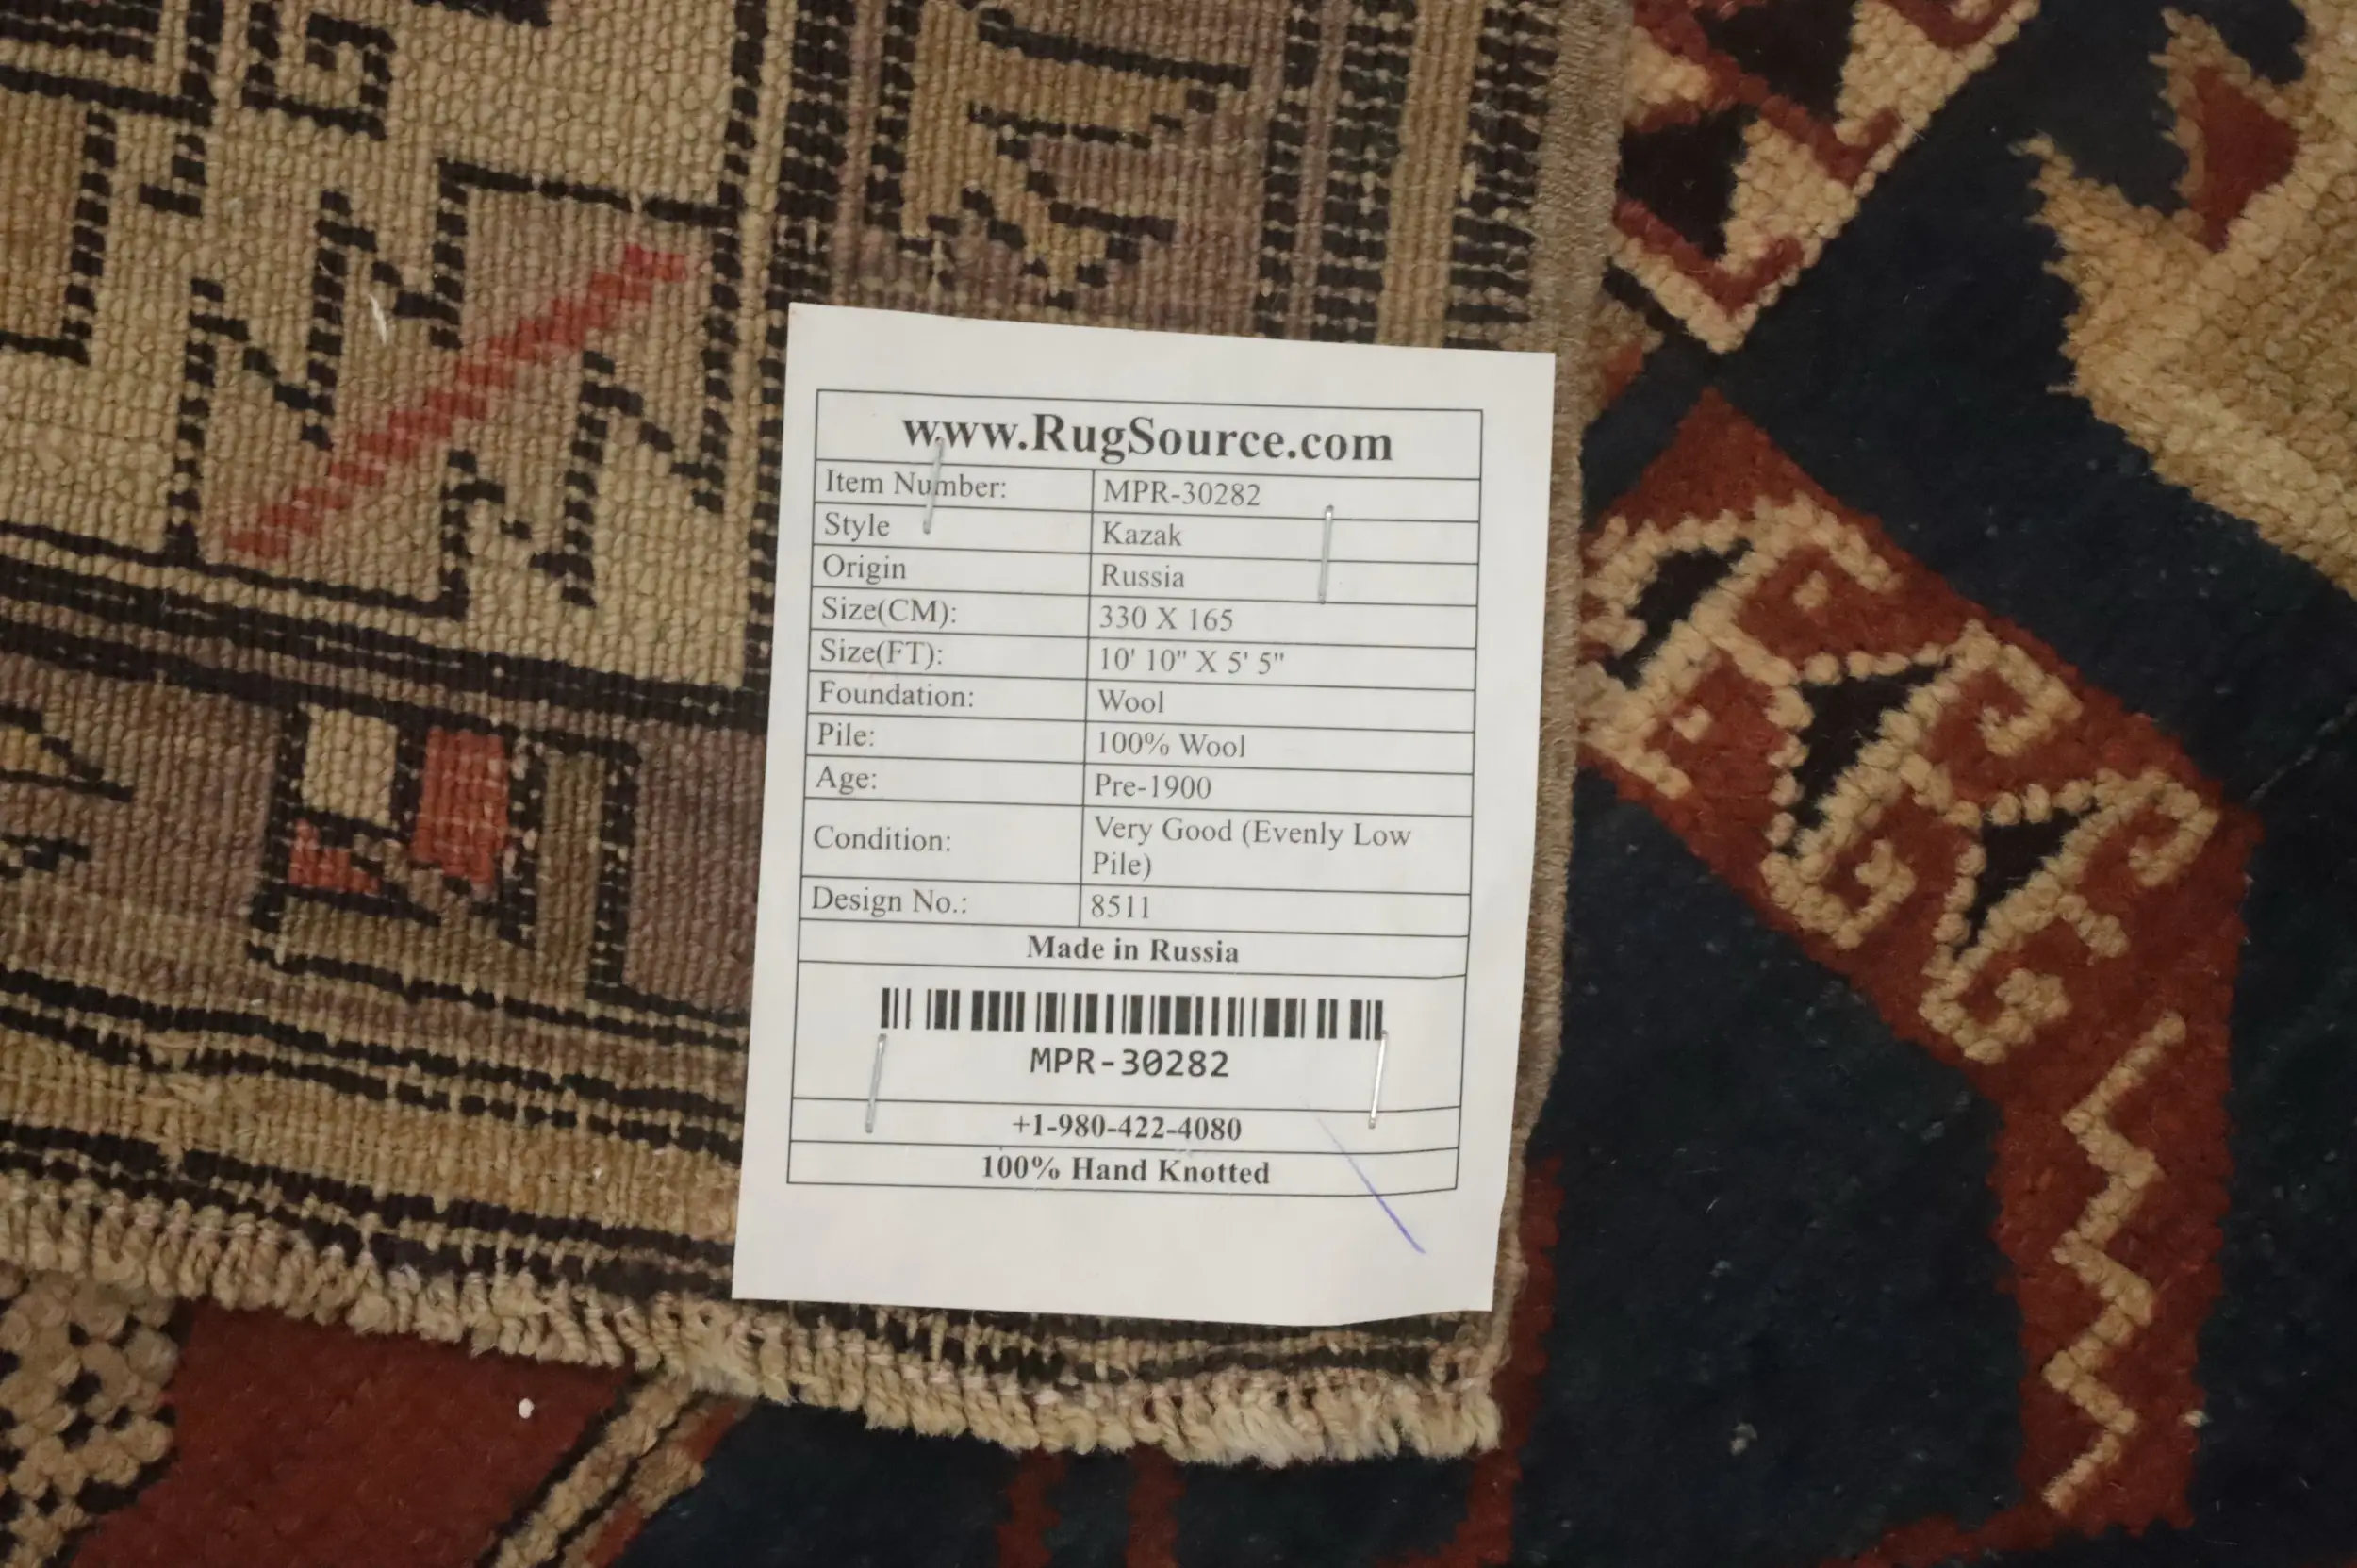 www.RugSource.com
Item Number: MPR-30282
Style Kazak
Origin Russia
Size(CM): 330 X 165
Size(FT): 10' 10" X 5' 5"
Foundation: Wool
Pile: 100% Wool
Age: Pre-1900
Condition: Very Good (Evenly Low
Pile)
Design No.: 8511
Made in Russia
MPR-30282
+1-980-422-4080
100% Hand Knotted